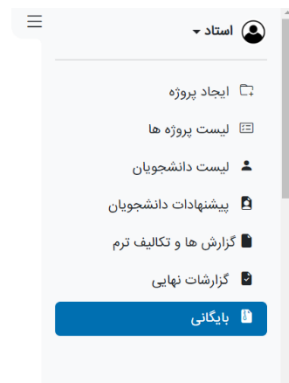 استاد
ایجاد پروژه
لیست پروژه ها
لیست دانشجویان
پیشنهادات دانشجویان
گزارش ها و تکالیف ترم
گزارشات نهایی
بایگانی